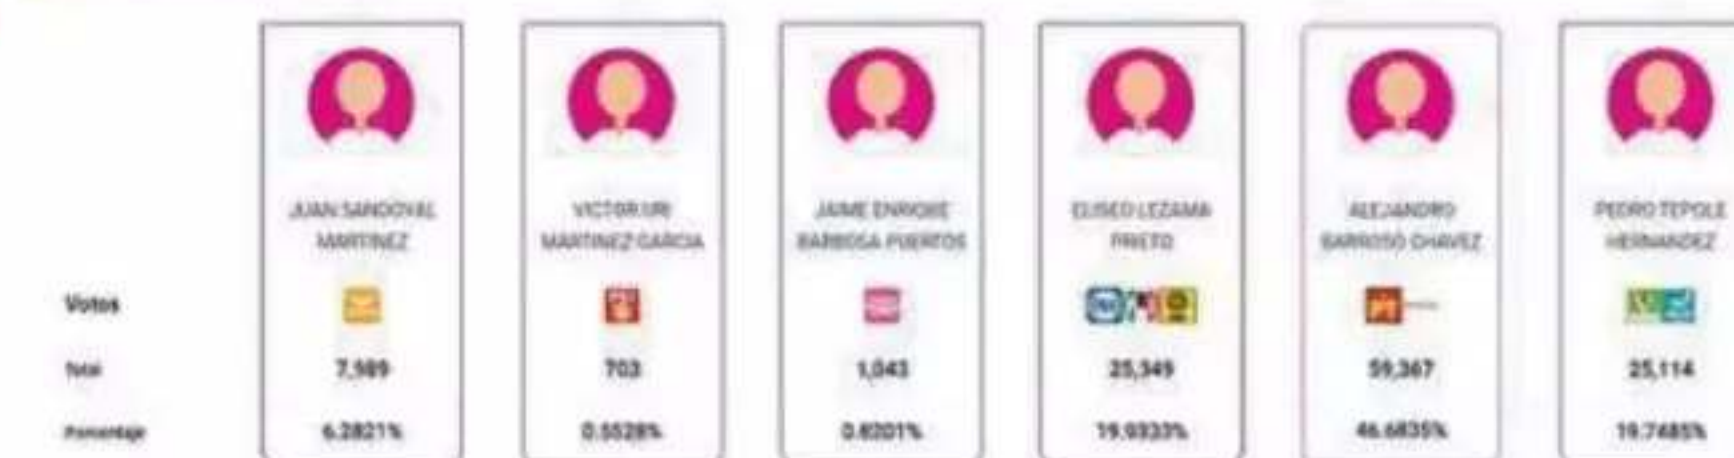 JUAN SANDOVAL
MARTINEZ
VICTOR URI
MARTINEZ GARCIA
JAIME ENRIQUE
BARBOSA PUERTOS
ELISEO LEZAMA
PRIETO
ALEJANDRO
BARROSO CHAVEZ
PEDRO TEPOLE
HERNANDEZ
Votos
Total 7,989 703 1,043 25,349 59,367 25,114
Porcentaje 6.2821% 0.5528% 0.8201% 19.9333% 46.6835% 19.7485%